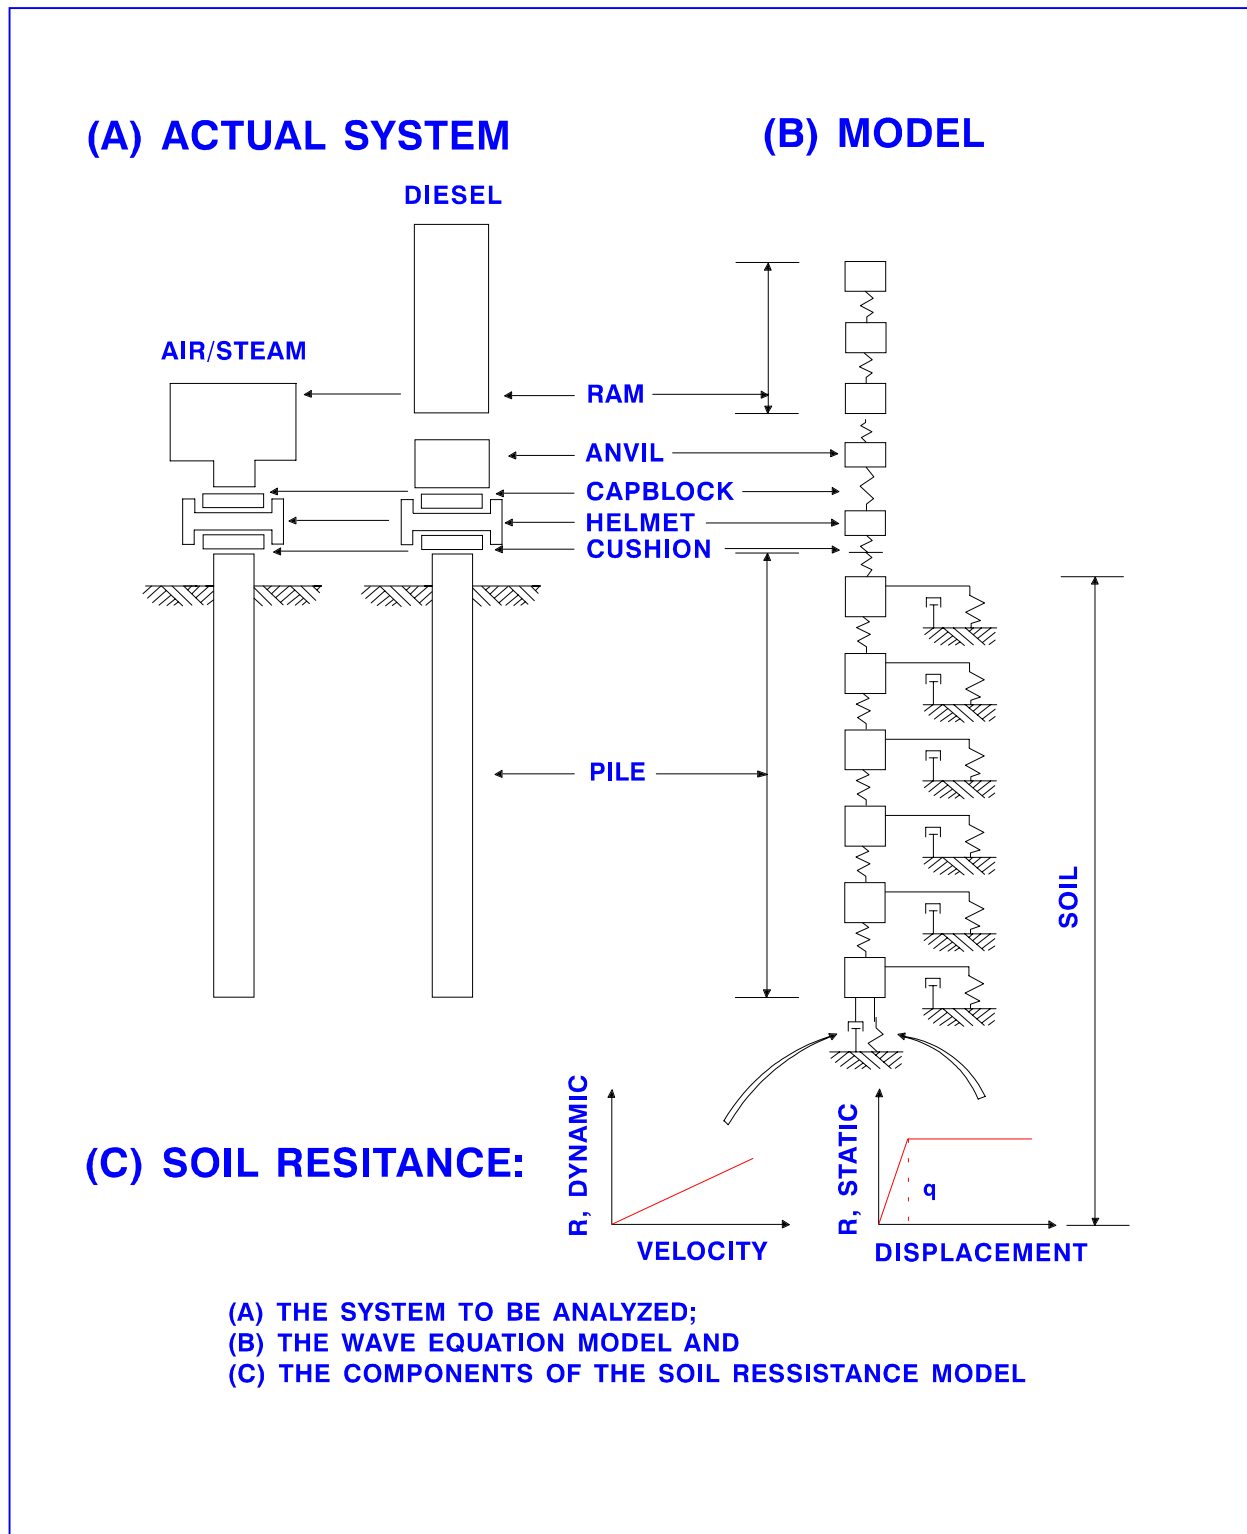 (A) ACTUAL SYSTEM
(B) MODEL
DIESEL
AIR/STEAM
RAM
ANVIL
CAPBLOCK
HELMET
CUSHION
PILE
SOIL
(C) SOIL RESITANCE:
R, DYNAMIC
VELOCITY
R, STATIC
q
DISPLACEMENT
(A) THE SYSTEM TO BE ANALYZED;
(B) THE WAVE EQUATION MODEL AND
(C) THE COMPONENTS OF THE SOIL RESSISTANCE MODEL